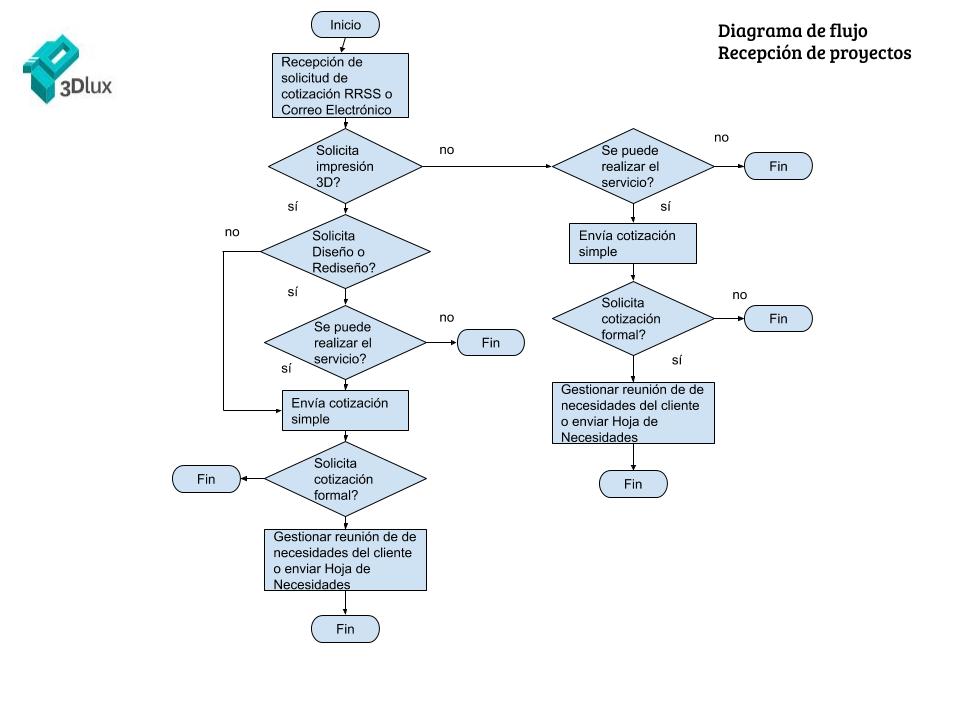 Diagrama de flujo
Recepción de proyectos
3Dlux
Inicio
Recepción de
solicitud de
cotización RRSS o
Correo Electrónico
Solicita
impresión
3D?
no
Se puede
realizar el
servicio?
no
Fin
sí
sí
Solicita
Diseño o
Rediseño?
no
Envía cotización
simple
sí
Solicita
cotización
formal?
no
Fin
Se puede
realizar el
servicio?
no
Fin
sí
sí
Envía cotización
simple
Gestionar reunión de de
necesidades del cliente
o enviar Hoja de
Necesidades
Solicita
cotización
formal?
Fin
Fin
Gestionar reunión de de
necesidades del cliente
o enviar Hoja de
Necesidades
Fin